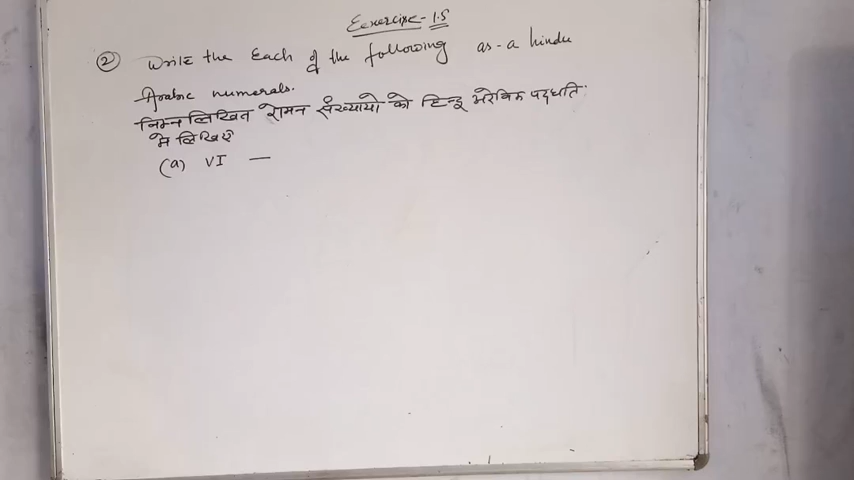 Exercise-1.5
② Write the Each of the following as-a hindu
Arabic numerals.
निम्न लिखित रोमन संख्यायो को हिन्दू अरेविक पद्धति
मे लिखिए
(a) VI —